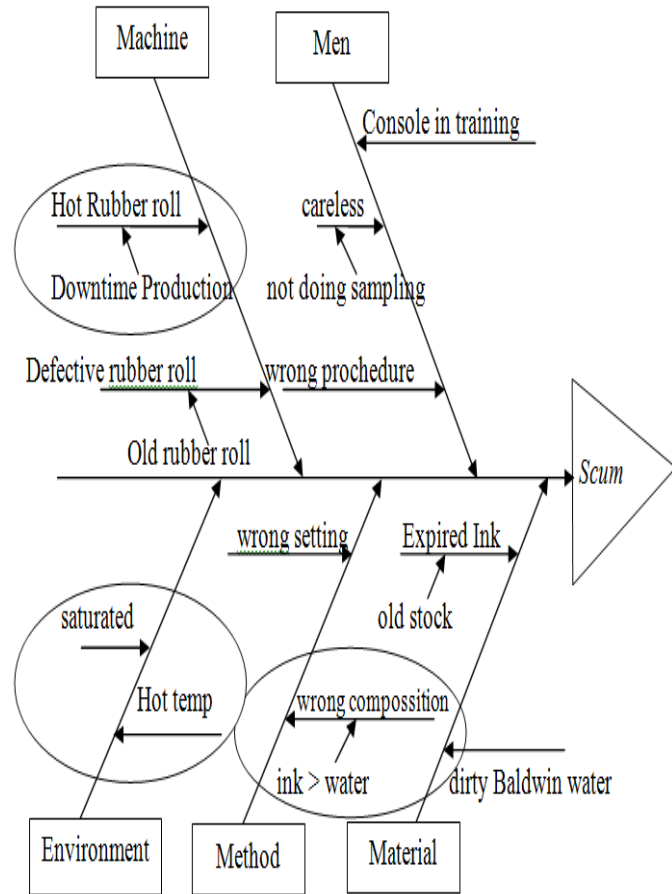 Machine
Men
Console in training
Hot Rubber roll
careless
Downtime Production
not doing sampling
Defective rubber roll
wrong prochedure
Old rubber roll
Scum
wrong setting
Expired Ink
saturated
old stock
Hot temp
wrong compossition
ink > water
dirty Baldwin water
Environment
Method
Material